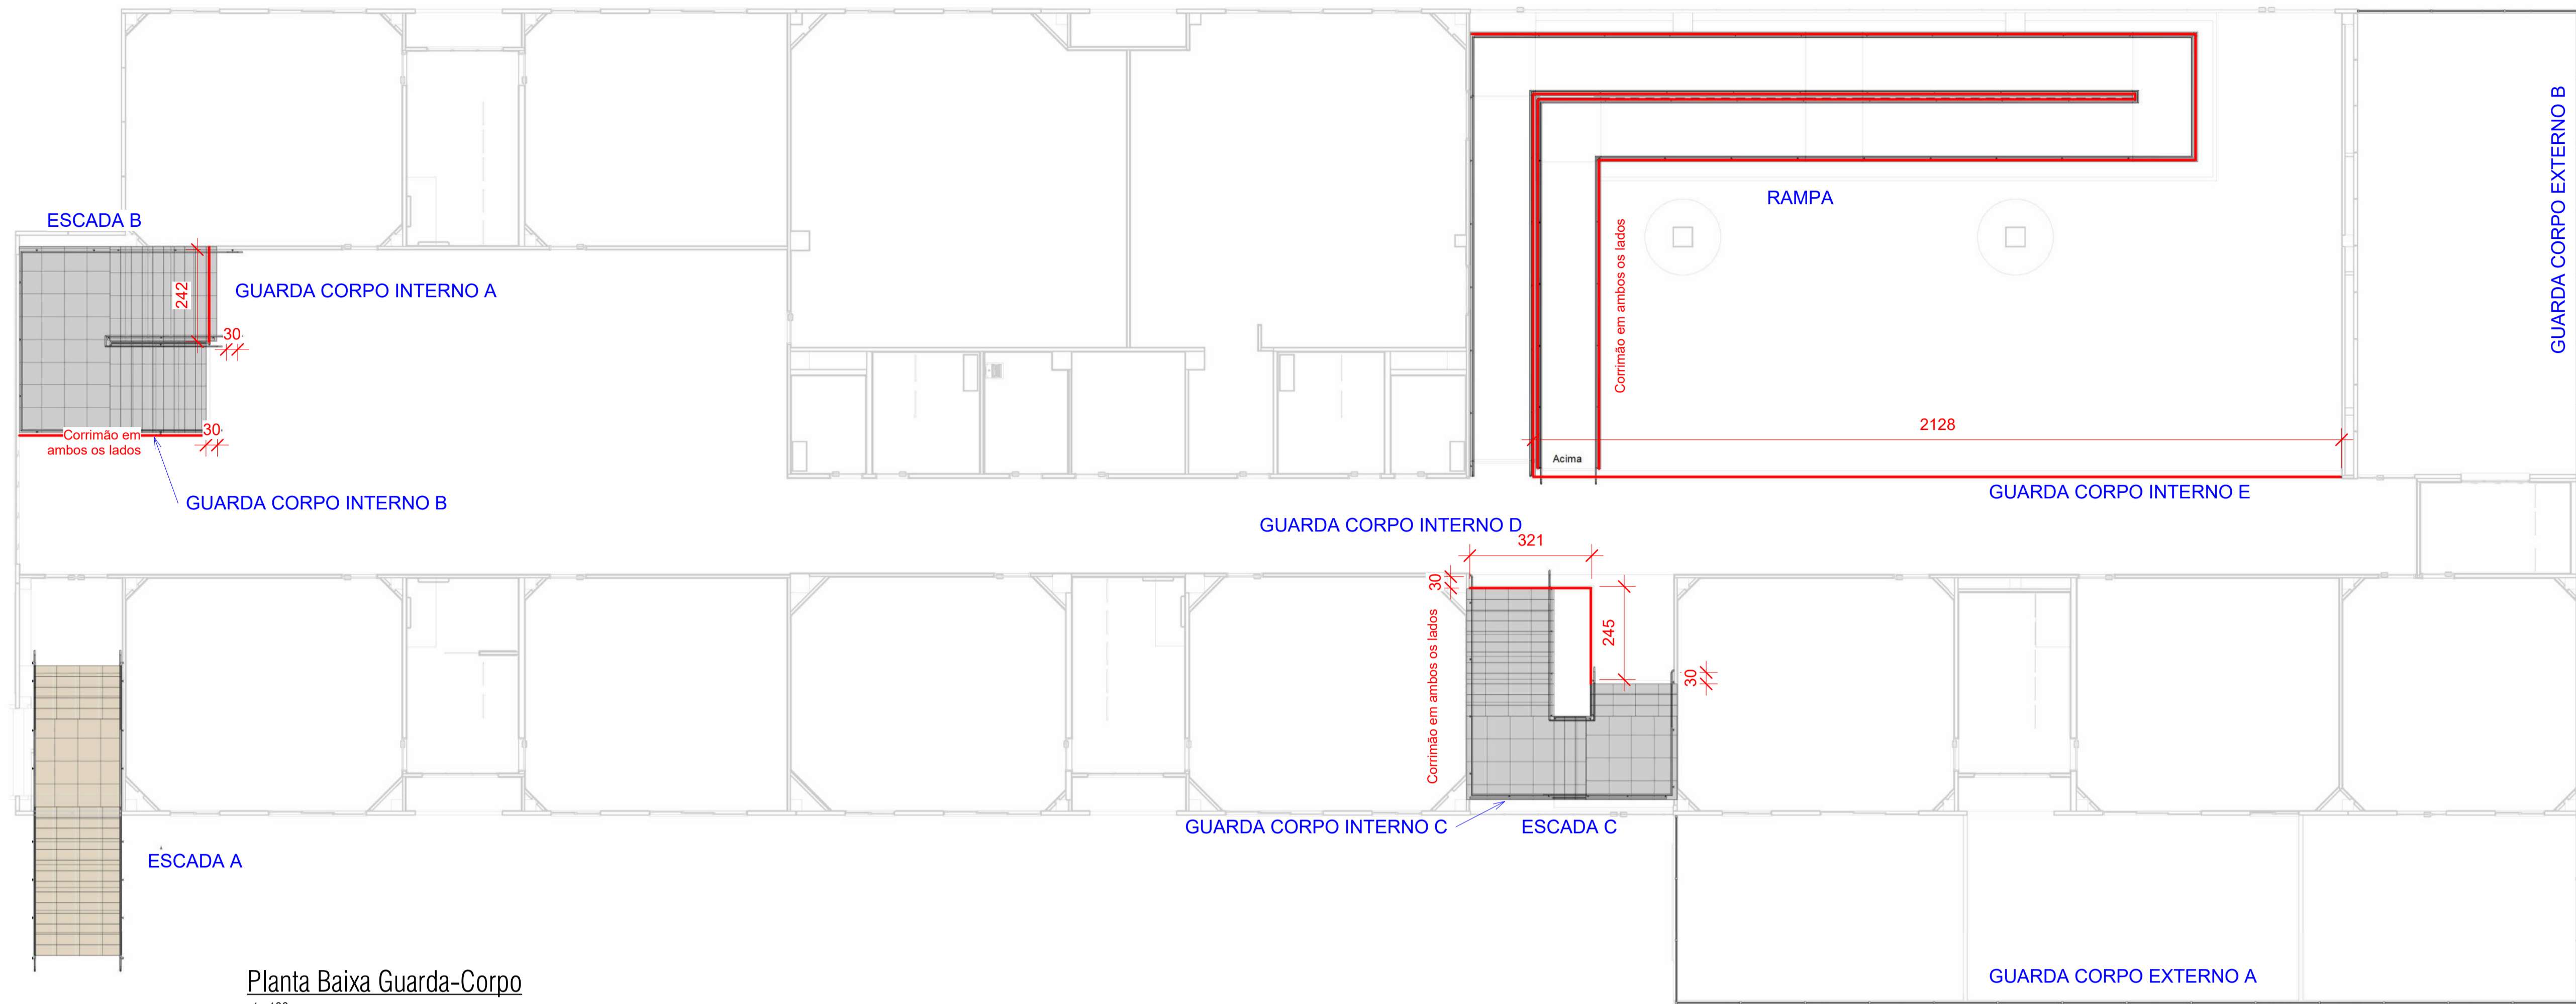 GUARDA CORPO EXTERNO B
RAMPA
ESCADA B
Corrimão em ambos os lados
242
GUARDA CORPO INTERNO A
30
2128
30
Corrimão em
ambos os lados
Acima
GUARDA CORPO INTERNO B
GUARDA CORPO INTERNO E
GUARDA CORPO INTERNO D
321
30
245
Corrimão em ambos os lados
30
GUARDA CORPO INTERNO C
ESCADA C
ESCADA A
Planta Baixa Guarda-Corpo
GUARDA CORPO EXTERNO A